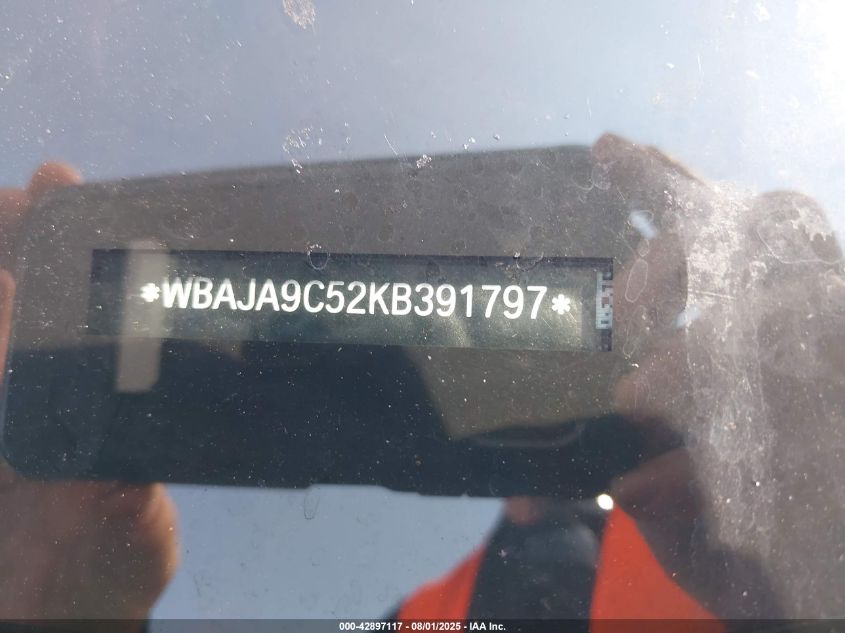 *WBAJA9C52KB391797*
000-42897117 - 08/01/2025 - IAA Inc.